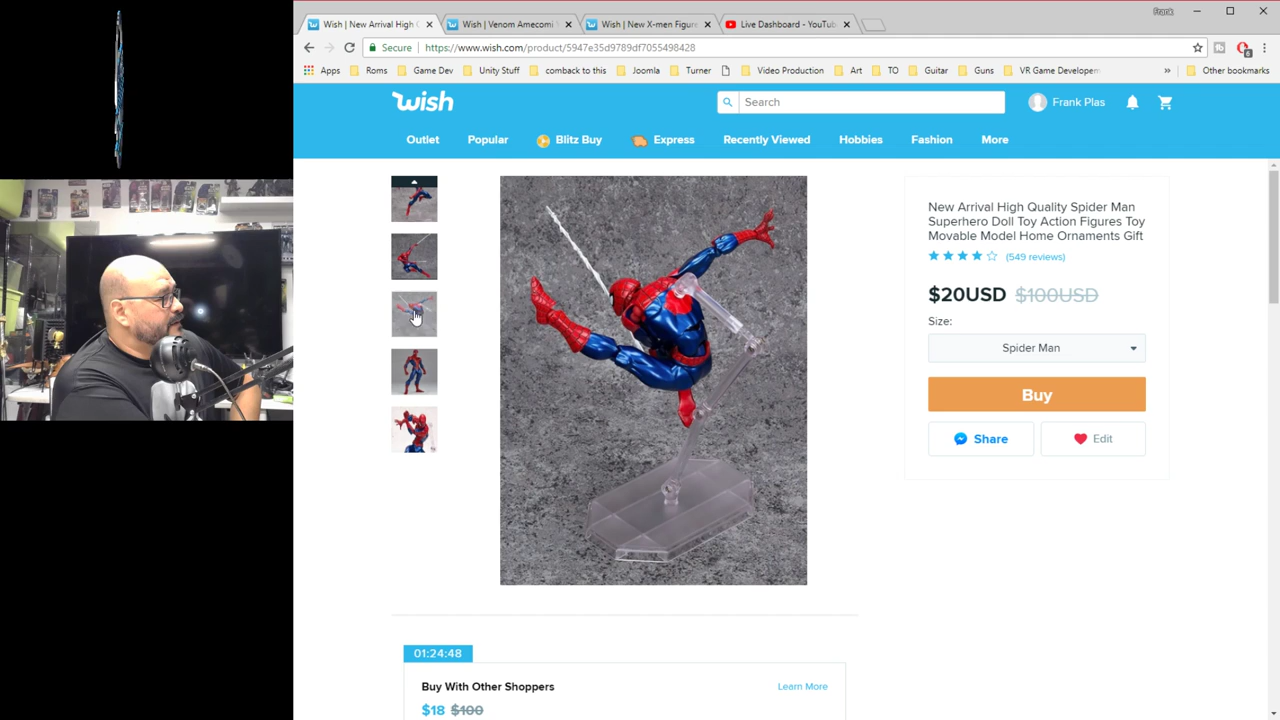 Wish | New Arrival High
Wish | Venom Amecomi
Wish | New X-men Figure
Live Dashboard - YouTub
Frank
Secure
https://www.wish.com/product/5947e35d9789df7055498428
6
Apps
Roms
Game Dev
Unity Stuff
comback to this
Joomla
Turner
Video Production
Art
TO
Guitar
Guns
VR Game Developem
»
Other bookmarks
wish
Search
Frank Plas
Outlet
Popular
Blitz Buy
Express
Recently Viewed
Hobbies
Fashion
More
New Arrival High Quality Spider Man
Superhero Doll Toy Action Figures Toy
Movable Model Home Ornaments Gift
(549 reviews)
$20USD $100USD
Size:
Spider Man
Buy
Share
Edit
01:24:48
Buy With Other Shoppers
Learn More
$18 $100